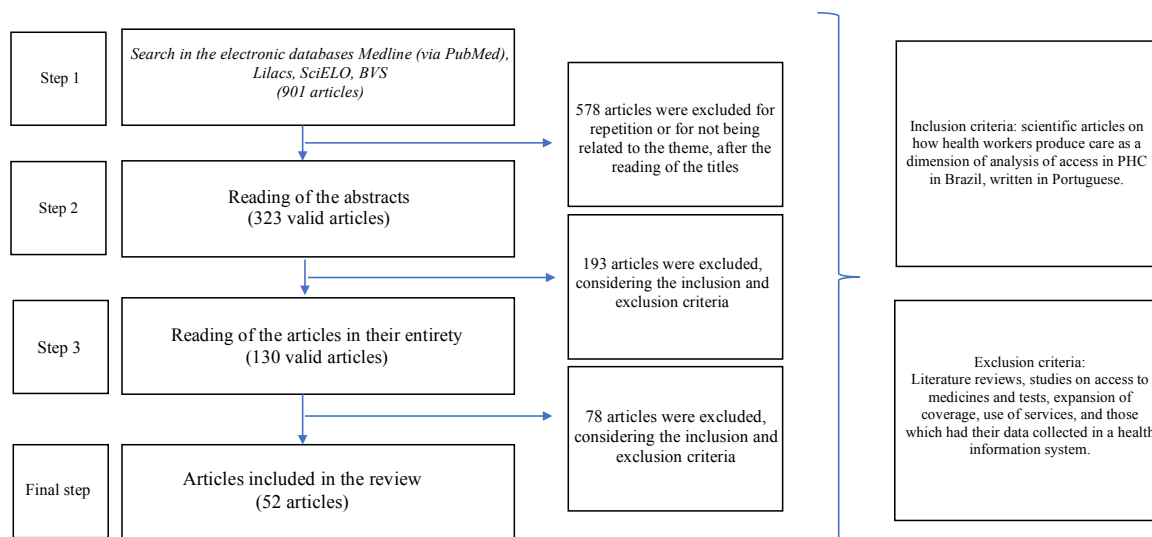 Step 1
Search in the electronic databases Medline (via PubMed),
Lilacs, SciELO, BVS
(901 articles)
578 articles were excluded for
repetition or for not being
related to the theme, after the
reading of the titles
Step 2
Reading of the abstracts
(323 valid articles)
193 articles were excluded,
considering the inclusion and
exclusion criteria
Step 3
Reading of the articles in their entirety
(130 valid articles)
78 articles were excluded,
considering the inclusion and
exclusion criteria
Final step
Articles included in the review
(52 articles)
Inclusion criteria: scientific articles on
how health workers produce care as a
dimension of analysis of access in PHC
in Brazil, written in Portuguese.
Exclusion criteria:
Literature reviews, studies on access to
medicines and tests, expansion of
coverage, use of services, and those
which had their data collected in a health
information system.